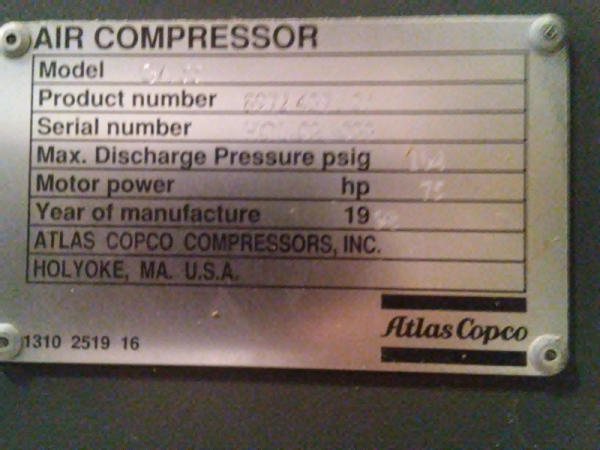 AIR COMPRESSOR
Model
Product number
Serial number
Max. Discharge Pressure psig
Motor power hp 75
Year of manufacture 19
ATLAS COPCO COMPRESSORS, INC.
HOLYOKE, MA. U.S.A.
Atlas Copco
1310 2519 16